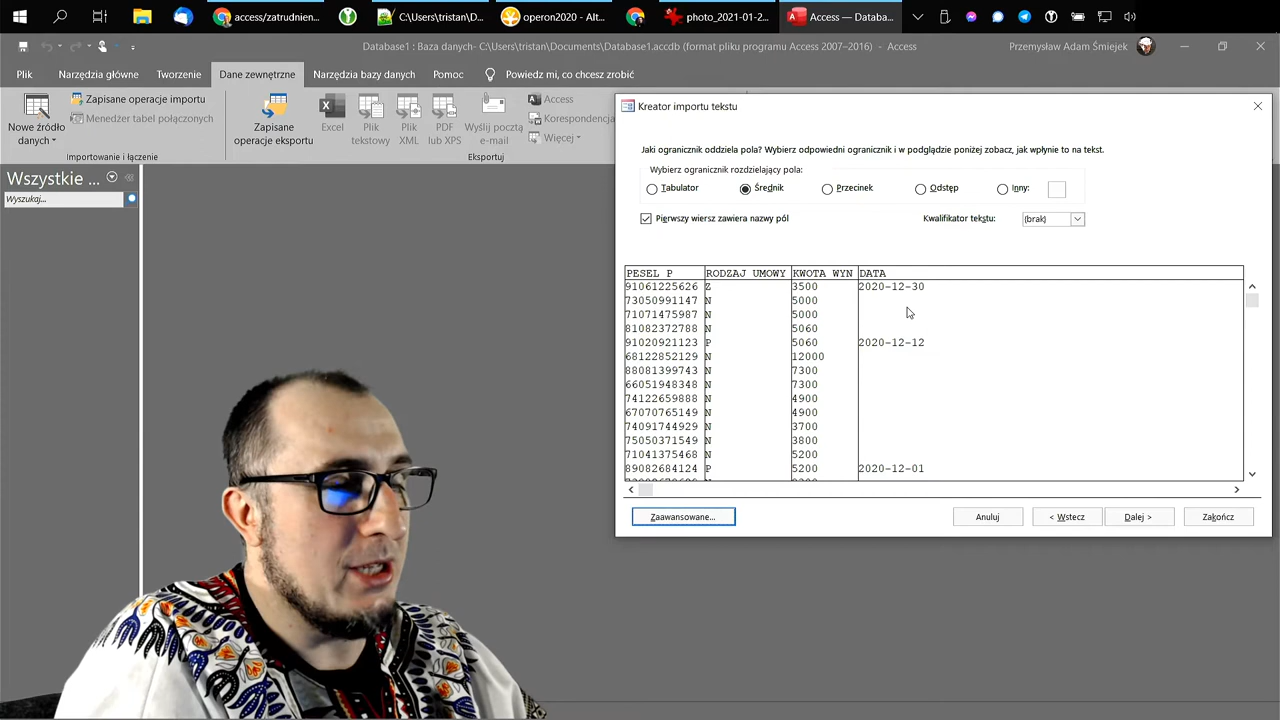 access/zatrudnien...
C:\Users\tristan\D...
operon2020 - Alt...
photo_2021-01-2...
Access — Databa...
Database1 : Baza danych- C:\Users\tristan\Documents\Database1.accdb (format pliku programu Access 2007–2016) - Access
Przemysław Adam Śmiejek
Plik Narzędzia główne Tworzenie Dane zewnętrzne Narzędzia bazy danych Pomoc Powiedz mi, co chcesz zrobić
Nowe źródło danych
Zapisane operacje importu
Menedżer tabel połączonych
Importowanie i łączenie
Zapisane operacje eksportu
Excel
Plik tekstowy
Plik XML
PDF lub XPS
Wyślij pocztą e-mail
Access
Korespondencja
Więcej
Eksportuj
Wszystkie ...
Wyszukaj...
Kreator importu tekstu
Jaki ogranicznik oddziela pola? Wybierz odpowiedni ogranicznik i w podglądzie poniżej zobacz, jak wpłynie to na tekst.
Wybierz ogranicznik rozdzielający pola:
Tabulator Średnik Przecinek Odstęp Inny:
Pierwszy wiersz zawiera nazwy pól Kwalifikator tekstu: {brak}
PESEL P RODZAJ UMOWY KWOTA WYN DATA
91061225626 Z 3500 2020-12-30
73050991147 N 5000
71071475987 N 5000
81082372788 N 5060
91020921123 P 5060 2020-12-12
68122852129 N 12000
88081399743 N 7300
66051948348 N 7300
74122659888 N 4900
67070765149 N 4900
74091744929 N 3700
75050371549 N 3800
71041375468 N 5200
89082684124 P 5200 2020-12-01
Zaawansowane... Anuluj < Wstecz Dalej > Zakończ